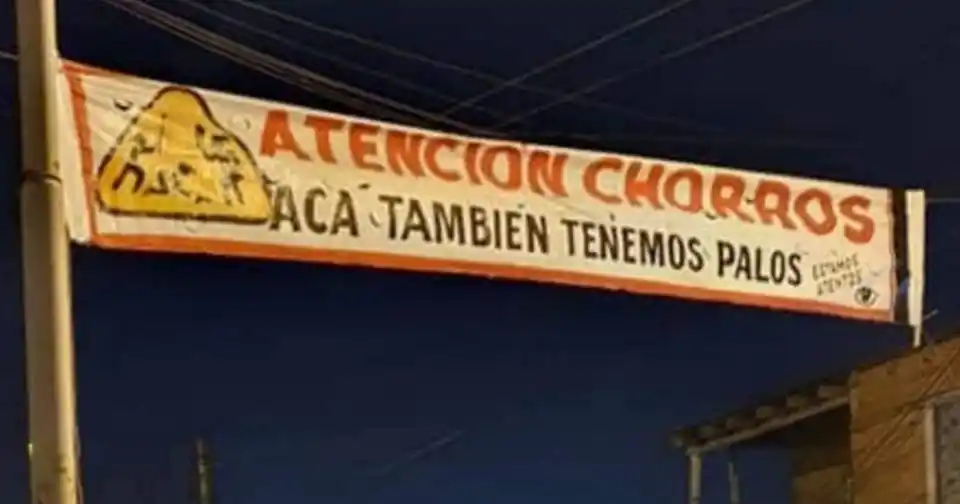 ATENCIÓN CHORROS
ACÁ TAMBIÉN TENEMOS PALOS
ESTAMOS
ATENTOS